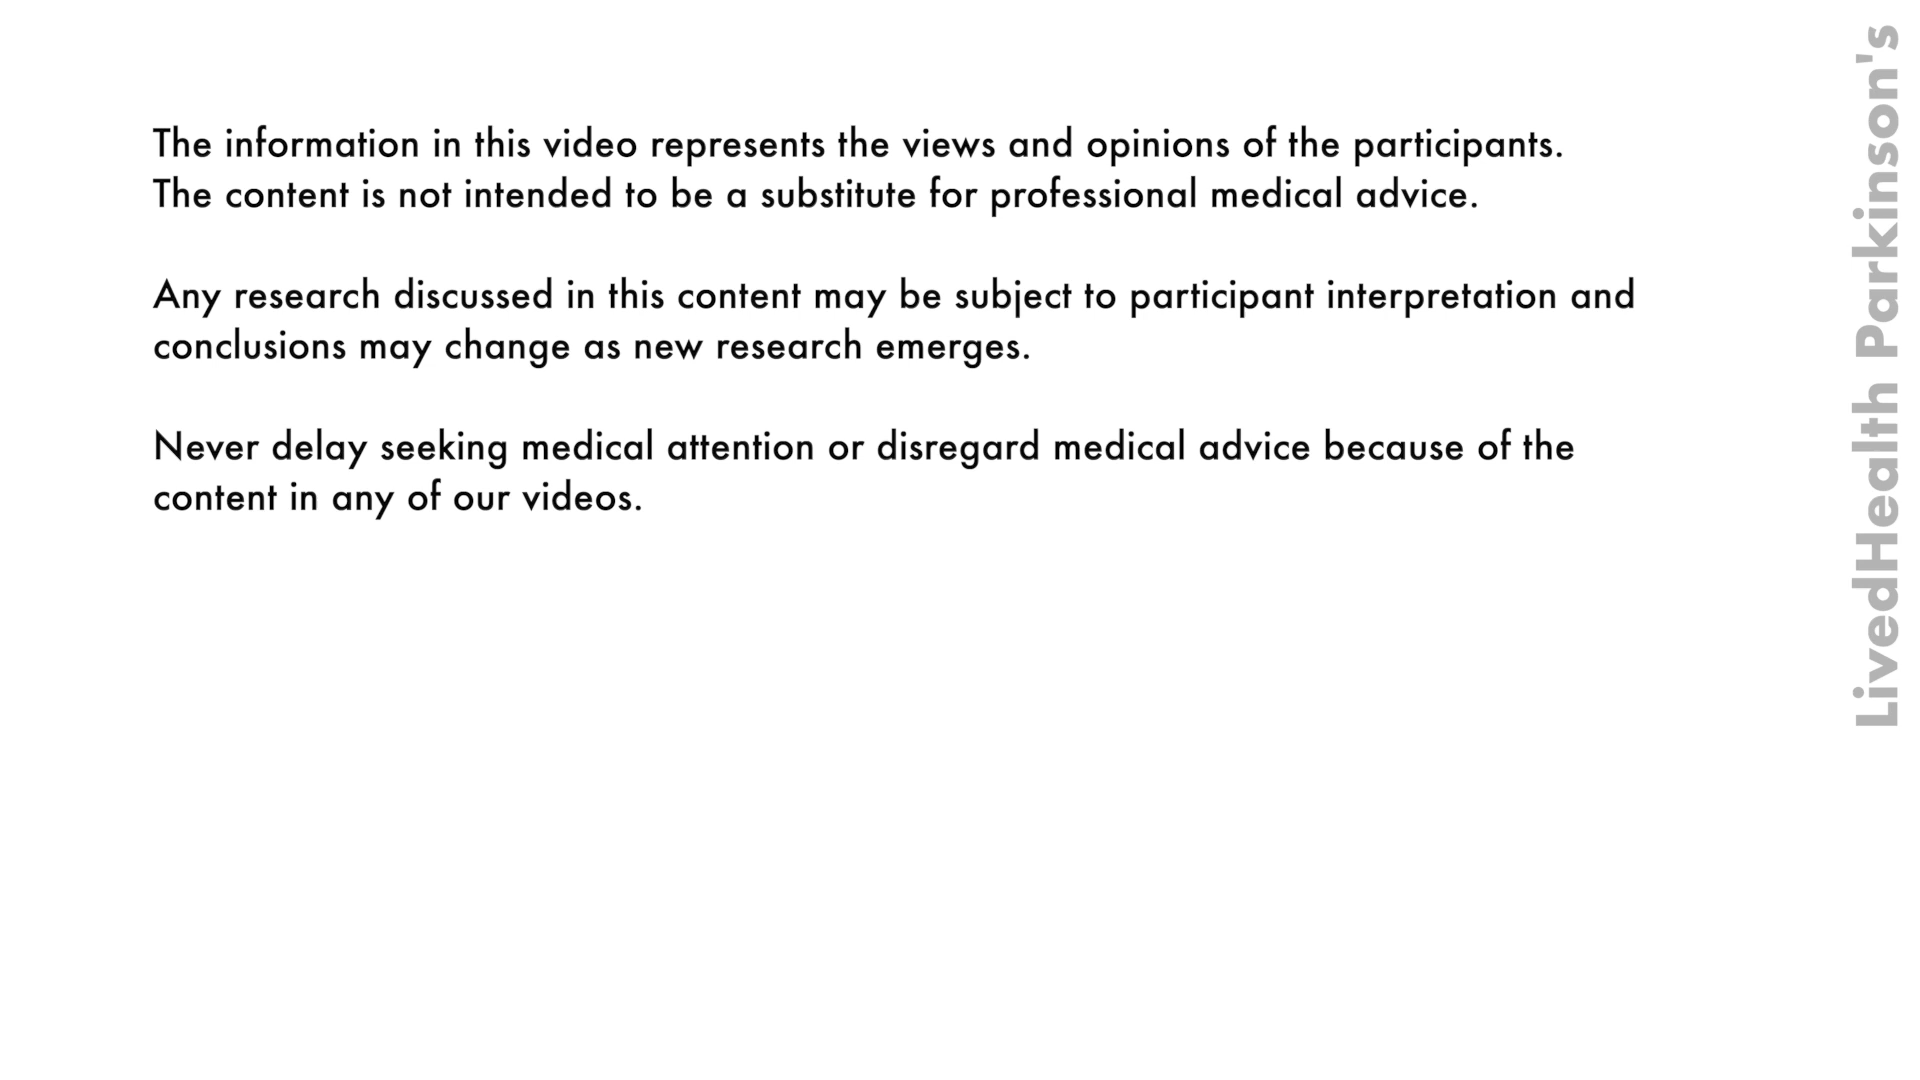 The information in this video represents the views and opinions of the participants.
The content is not intended to be a substitute for professional medical advice.
Any research discussed in this content may be subject to participant interpretation and
conclusions may change as new research emerges.
Never delay seeking medical attention or disregard medical advice because of the
content in any of our videos.
LivedHealth Parkinson's